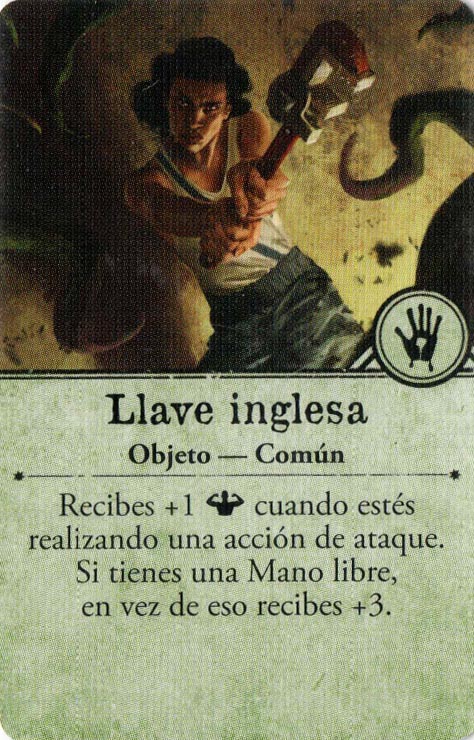 Llave inglesa
Objeto — Común
Recibes +1 cuando estés
realizando una acción de ataque.
Si tienes una Mano libre,
en vez de eso recibes +3.